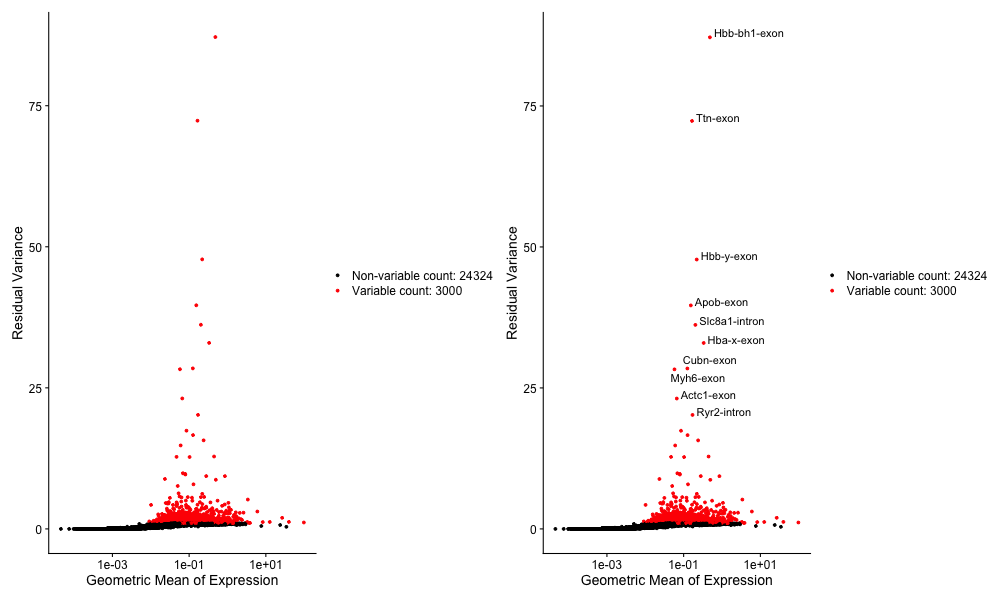 75
50
25
0
Residual Variance
1e-03
1e-01
1e+01
Geometric Mean of Expression
Non-variable count: 24324
Variable count: 3000
75
50
25
0
Residual Variance
Hbb-bh1-exon
Ttn-exon
Hbb-y-exon
Apob-exon
Slc8a1-intron
Hba-x-exon
Cubn-exon
Myh6-exon
Actc1-exon
Ryr2-intron
1e-03
1e-01
1e+01
Geometric Mean of Expression
Non-variable count: 24324
Variable count: 3000